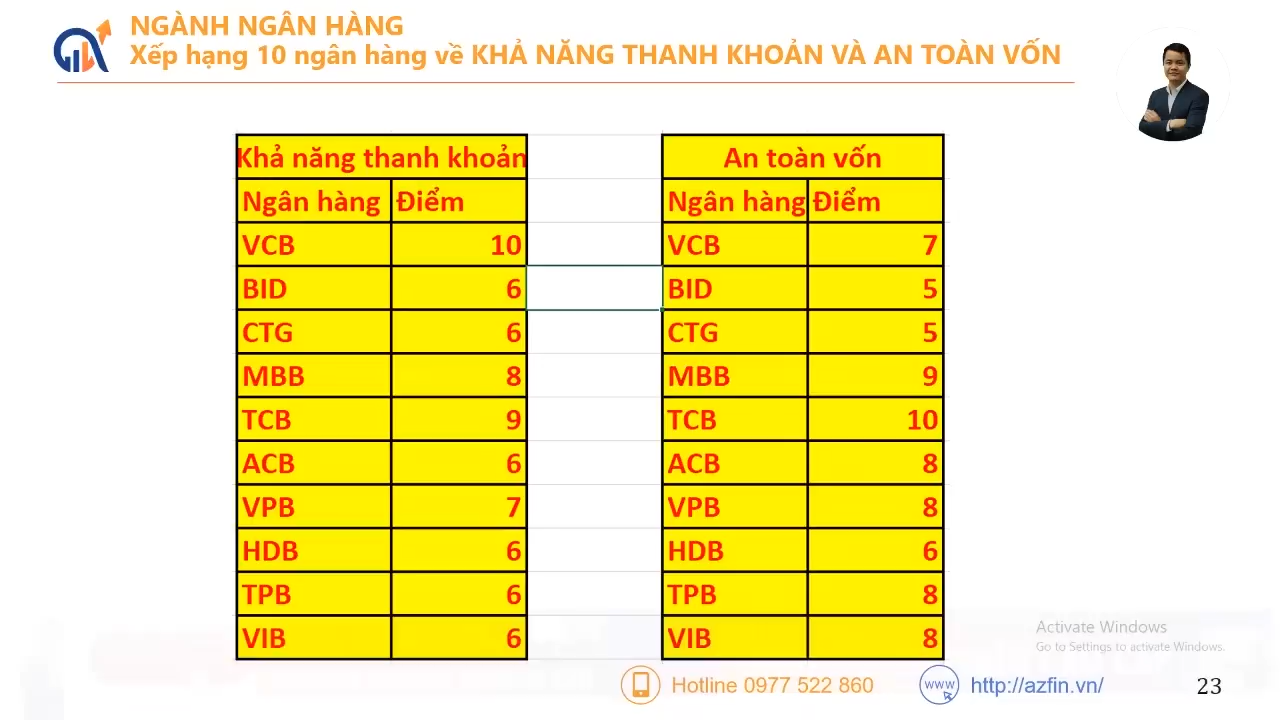 NGÀNH NGÂN HÀNG
Xếp hạng 10 ngân hàng về KHẢ NĂNG THANH KHOẢN VÀ AN TOÀN VỐN
Khả năng thanh khoản
Ngân hàng Điểm
VCB 10
BID 6
CTG 6
MBB 8
TCB 9
ACB 6
VPB 7
HDB 6
TPB 6
VIB 6
An toàn vốn
Ngân hàng Điểm
VCB 7
BID 5
CTG 5
MBB 9
TCB 10
ACB 8
VPB 8
HDB 6
TPB 8
VIB 8
Activate Windows
Go to Settings to activate Windows.
Hotline 0977 522 860
www
http://azfin.vn/
23